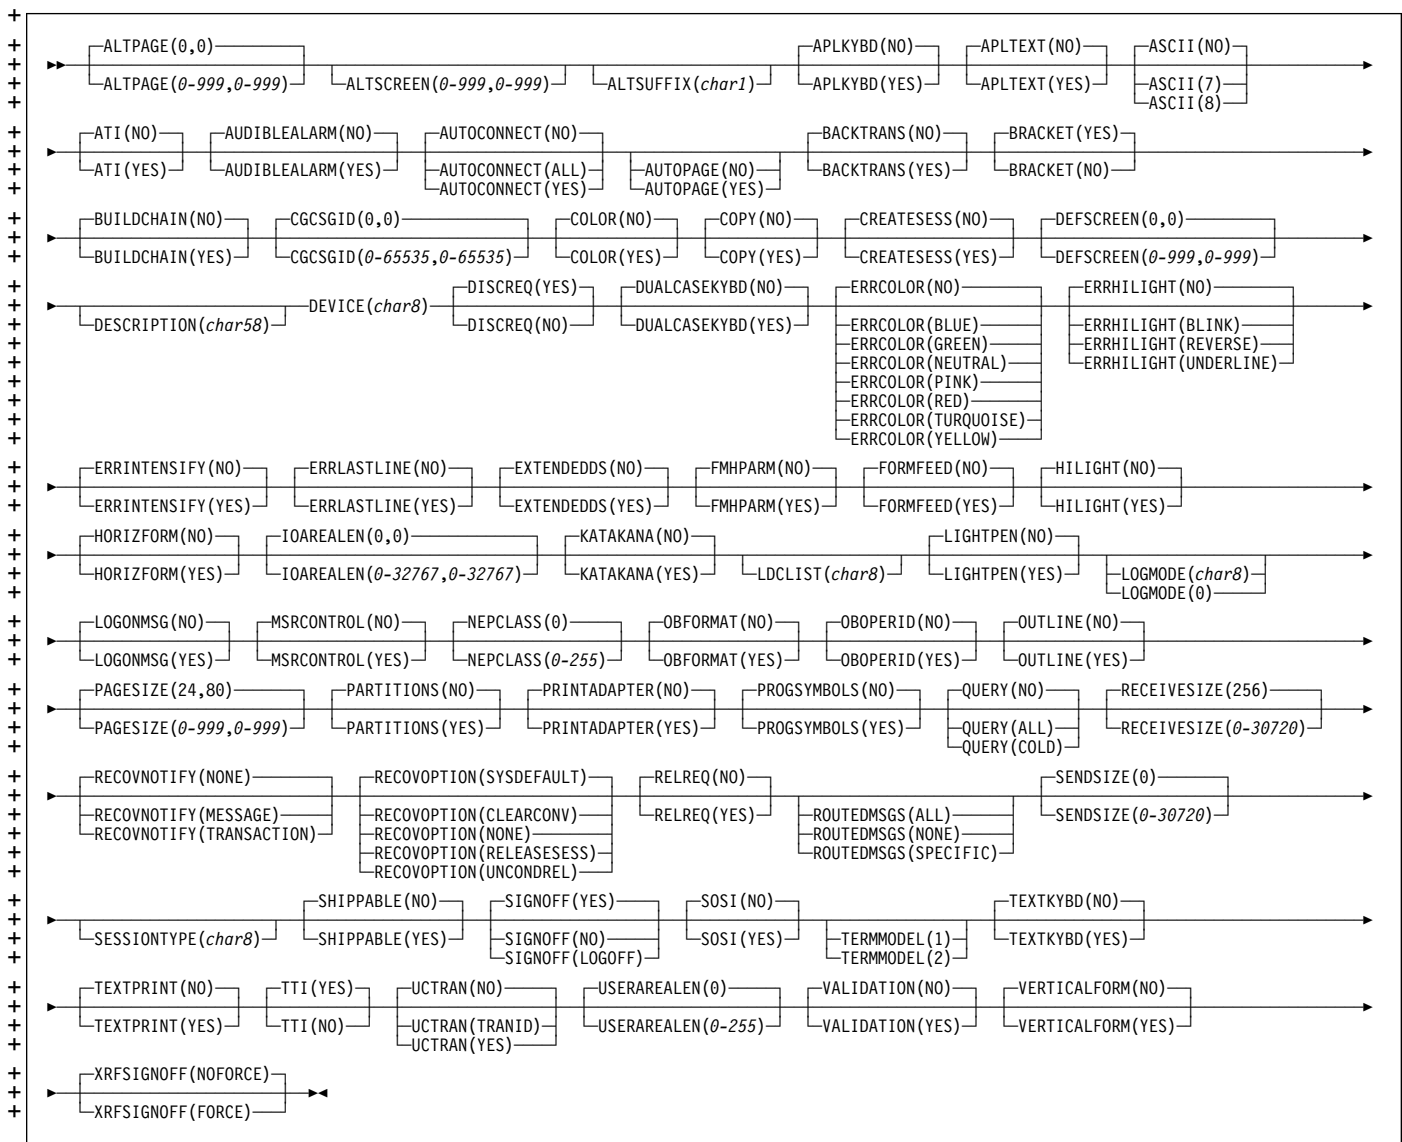 +
+ ALTPAGE(0,0) APLKYBD(NO) APLTEXT(NO) ASCII(NO)
+
+ ALTPAGE(0-999,0-999) ALTSCREEN(0-999,0-999) ALTSUFFIX(char1) APLKYBD(YES) APLTEXT(YES) ASCII(7)
+ ASCII(8)
+ ATI(NO) AUDIBLEALARM(NO) AUTOCONNECT(NO) BACKTRANS(NO) BRACKET(YES)
+
+ ATI(YES) AUDIBLEALARM(YES) AUTOCONNECT(ALL) AUTOPAGE(NO) BACKTRANS(YES) BRACKET(NO)
+ AUTOCONNECT(YES) AUTOPAGE(YES)
+ BUILDCHAIN(NO) CGCSGID(0,0) COLOR(NO) COPY(NO) CREATESESS(NO) DEFSCREEN(0,0)
+
+ BUILDCHAIN(YES) CGCSGID(0-65535,0-65535) COLOR(YES) COPY(YES) CREATESESS(YES) DEFSCREEN(0-999,0-999)
+ DISCREQ(YES) DUALCASEKYBD(NO) ERRCOLOR(NO) ERRHILIGHT(NO)
+ DEVICE(char8)
+ DESCRIPTION(char58) DISCREQ(NO) DUALCASEKYBD(YES) ERRCOLOR(BLUE) ERRHILIGHT(BLINK)
+ ERRCOLOR(GREEN) ERRHILIGHT(REVERSE)
+ ERRCOLOR(NEUTRAL) ERRHILIGHT(UNDERLINE)
+ ERRCOLOR(PINK)
+ ERRCOLOR(RED)
+ ERRCOLOR(TURQUOISE)
+ ERRCOLOR(YELLOW)
+ ERRINTENSIFY(NO) ERRLASTLINE(NO) EXTENDEDDS(NO) FMHPARM(NO) FORMFEED(NO) HILIGHT(NO)
+
+ ERRINTENSIFY(YES) ERRLASTLINE(YES) EXTENDEDDS(YES) FMHPARM(YES) FORMFEED(YES) HILIGHT(YES)
+ HORIZFORM(NO) IOAREALEN(0,0) KATAKANA(NO) LIGHTPEN(NO)
+
+ HORIZFORM(YES) IOAREALEN(0-32767,0-32767) KATAKANA(YES) LDCLIST(char8) LIGHTPEN(YES) LOGMODE(char8)
+ LOGMODE(0)
+ LOGONMSG(NO) MSRCONTROL(NO) NEPCLASS(0) OBFORMAT(NO) OBOPERID(NO) OUTLINE(NO)
+
+ LOGONMSG(YES) MSRCONTROL(YES) NEPCLASS(0-255) OBFORMAT(YES) OBOPERID(YES) OUTLINE(YES)
+ PAGESIZE(24,80) PARTITIONS(NO) PRINTADAPTER(NO) PROGSYMBOLS(NO) QUERY(NO) RECEIVESIZE(256)
+
+ PAGESIZE(0-999,0-999) PARTITIONS(YES) PRINTADAPTER(YES) PROGSYMBOLS(YES) QUERY(ALL) RECEIVESIZE(0-30720)
+ QUERY(COLD)
+ RECOVNOTIFY(NONE) RECOVOPTION(SYSDEFAULT) RELREQ(NO) SENDSIZE(0)
+
+ RECOVNOTIFY(MESSAGE) RECOVOPTION(CLEARCONV) RELREQ(YES) ROUTEDMSGS(ALL) SENDSIZE(0-30720)
+ RECOVNOTIFY(TRANSACTION) RECOVOPTION(NONE) ROUTEDMSGS(NONE)
+ RECOVOPTION(RELEASESESS) ROUTEDMSGS(SPECIFIC)
+ RECOVOPTION(UNCONDREL)
+ SHIPPABLE(NO) SIGNOFF(YES) SOSI(NO) TEXTKYBD(NO)
+
+ SESSIONTYPE(char8) SHIPPABLE(YES) SIGNOFF(NO) SOSI(YES) TERMMODEL(1) TEXTKYBD(YES)
+ SIGNOFF(LOGOFF) TERMMODEL(2)
+ TEXTPRINT(NO) TTI(YES) UCTRAN(NO) USERAREALEN(0) VALIDATION(NO) VERTICALFORM(NO)
+
+ TEXTPRINT(YES) TTI(NO) UCTRAN(TRANID) USERAREALEN(0-255) VALIDATION(YES) VERTICALFORM(YES)
+ UCTRAN(YES)
+ XRFSIGNOFF(NOFORCE)
+
+ XRFSIGNOFF(FORCE)